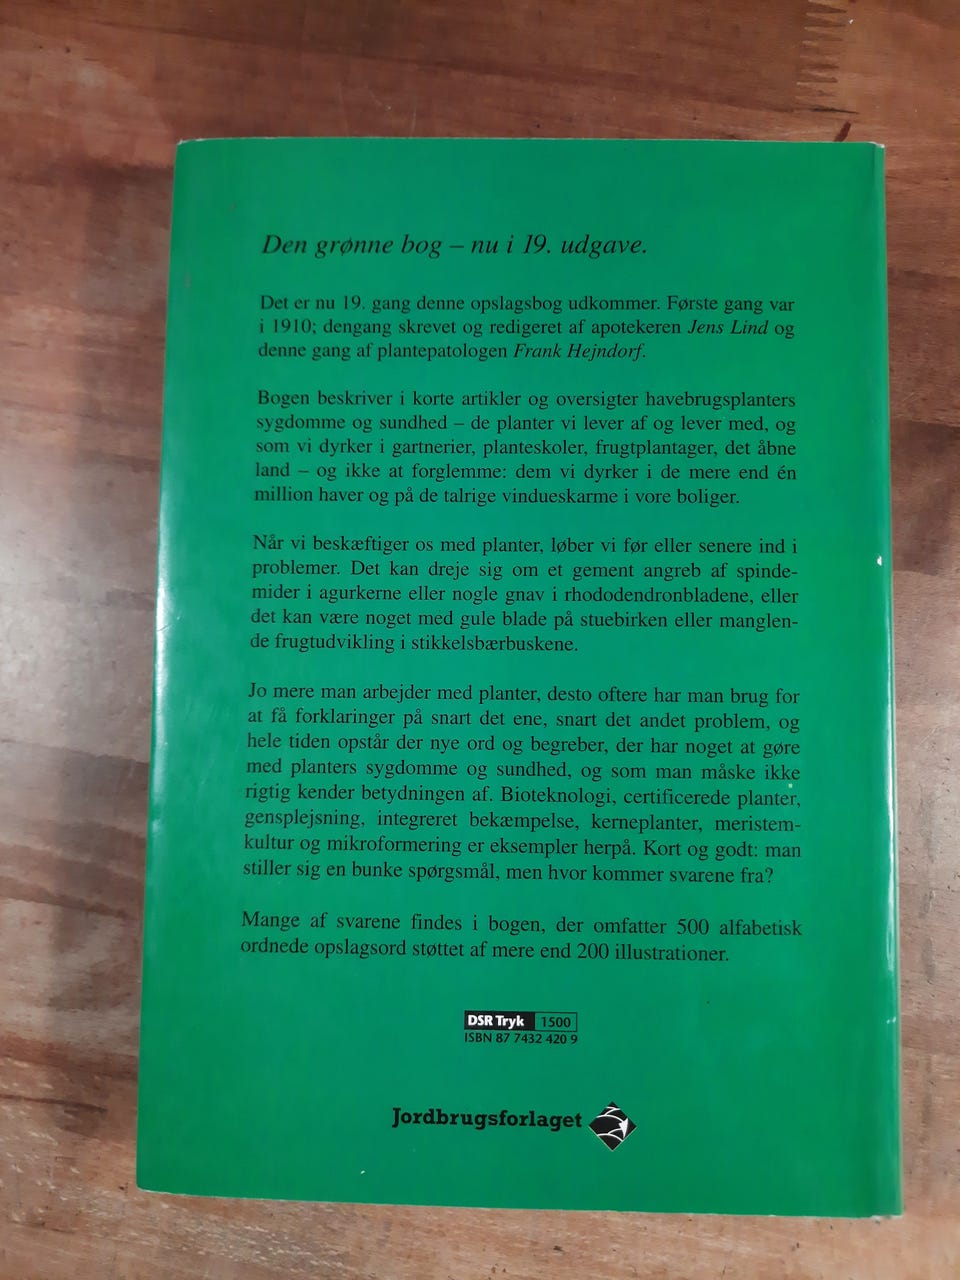 Den grønne bog – nu i 19. udgave.
Det er nu 19. gang denne opslagsbog udkommer. Første gang var
i 1910; dengang skrevet og redigeret af apotekeren Jens Lind og
denne gang af plantepatologen Frank Hejndorf.
Bogen beskriver i korte artikler og oversigter havebrugsplanters
sygdomme og sundhed – de planter vi lever af og lever med, og
som vi dyrker i gartnerier, planteskoler, frugtplantager, det åbne
land – og ikke at forglemme: dem vi dyrker i de mere end én
million haver og på de talrige vindueskarme i vore boliger.
Når vi beskæftiger os med planter, løber vi før eller senere ind i
problemer. Det kan dreje sig om et gement angreb af spinde-
mider i agurkerne eller nogle gnav i rhododendronbladene, eller
det kan være noget med gule blade på stuebirken eller manglen-
de frugtudvikling i stikkelsbærbuskene.
Jo mere man arbejder med planter, desto oftere har man brug for
at få forklaringer på snart det ene, snart det andet problem, og
hele tiden opstår der nye ord og begreber, der har noget at gøre
med planters sygdomme og sundhed, og som man måske ikke
rigtig kender betydningen af. Bioteknologi, certificerede planter,
gensplejsning, integreret bekæmpelse, kerneplanter, meristem-
kultur og mikroformering er eksempler herpå. Kort og godt: man
stiller sig en bunke spørgsmål, men hvor kommer svarene fra?
Mange af svarene findes i bogen, der omfatter 500 alfabetisk
ordnede opslagsord støttet af mere end 200 illustrationer.
DSR Tryk 1500
ISBN 87 7432 420 9
Jordbrugsforlaget